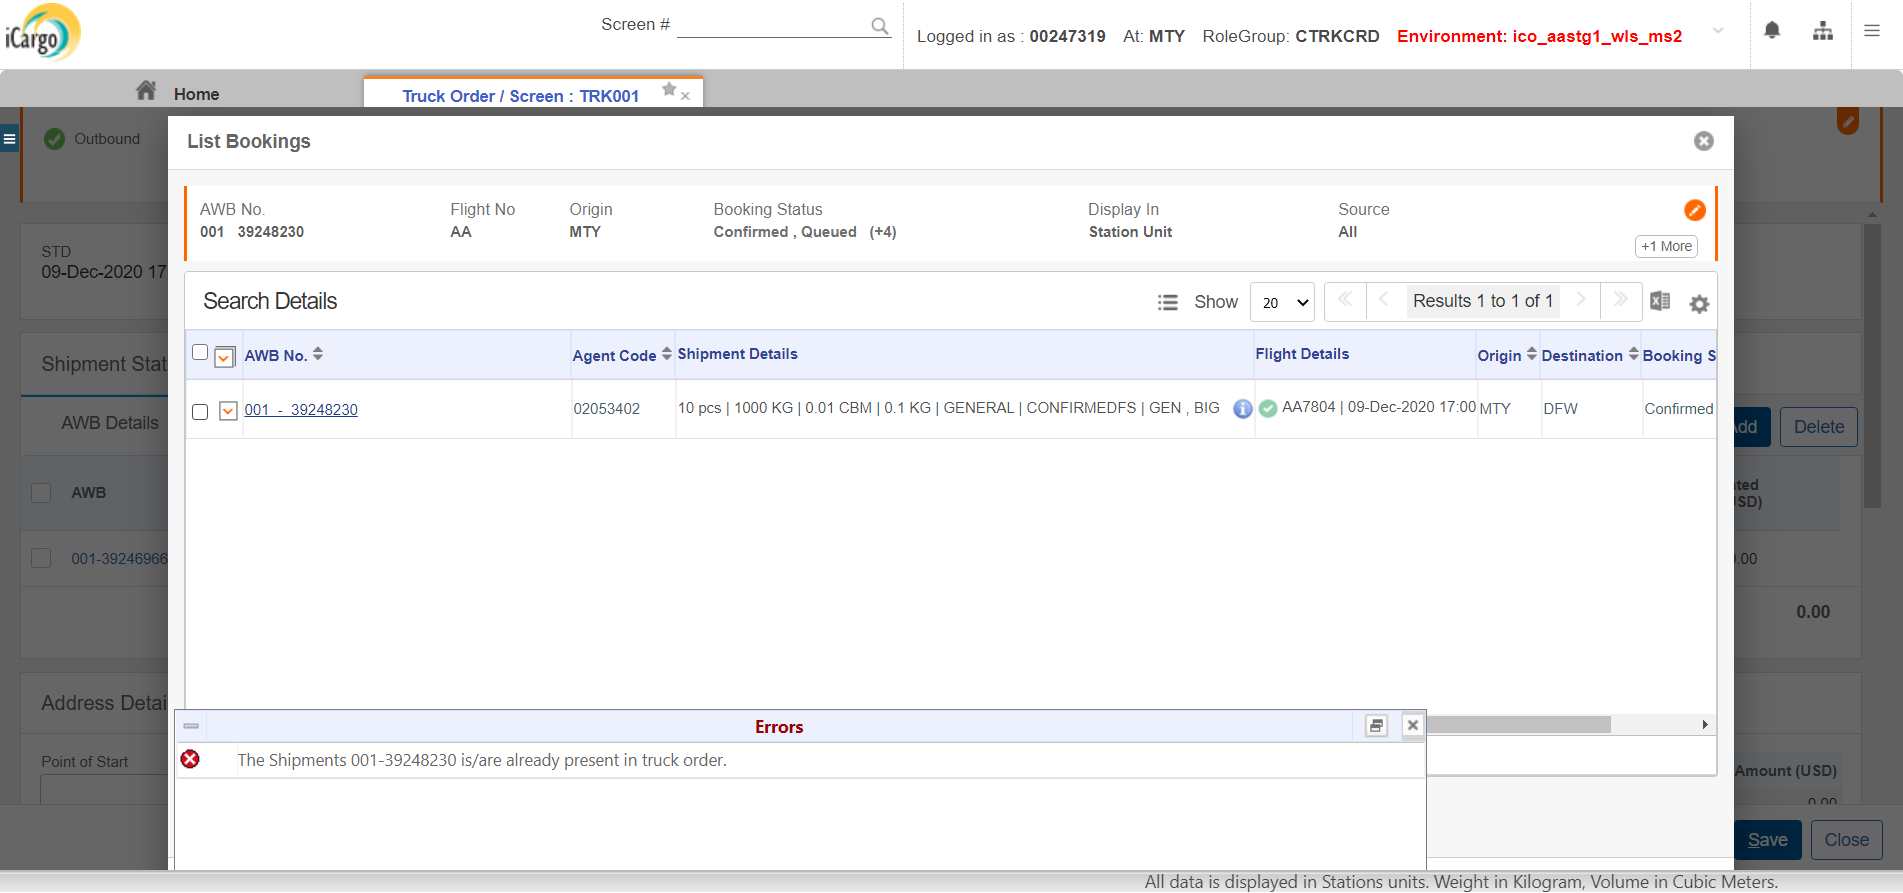 iCargo
Screen #
Logged in as : 00247319 At: MTY RoleGroup: CTRKCRD Environment: ico_aastg1_wls_ms2
Home
Truck Order / Screen : TRK001
Outbound
List Bookings
AWB No. Flight No Origin Booking Status Display In Source
001 39248230 AA MTY Confirmed , Queued (+4) Station Unit All
+1 More
STD
09-Dec-2020 17
Search Details
Show 20 Results 1 to 1 of 1
AWB No. Agent Code Shipment Details Flight Details Origin Destination Booking S
001 - 39248230 02053402 10 pcs | 1000 KG | 0.01 CBM | 0.1 KG | GENERAL | CONFIRMEDFS | GEN , BIG AA7804 | 09-Dec-2020 17:00 MTY DFW Confirmed
Shipment Stat
AWB Details
dd Delete
AWB
ted
SD)
001-39246966
.00
0.00
Address Detai
Errors
The Shipments 001-39248230 is/are already present in truck order.
Point of Start
Amount (USD)
0.00
Save Close
All data is displayed in Stations units. Weight in Kilogram, Volume in Cubic Meters.